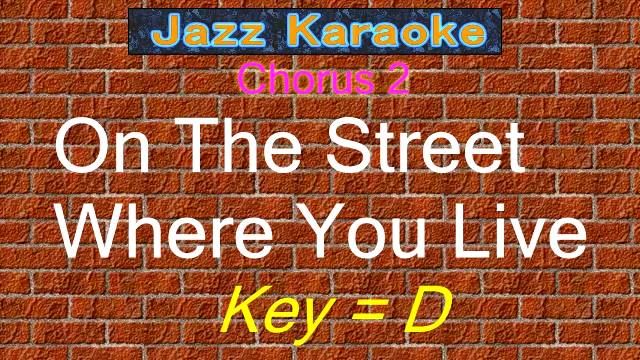 Jazz Karaoke
Chorus 2
On The Street
Where You Live
Key = D